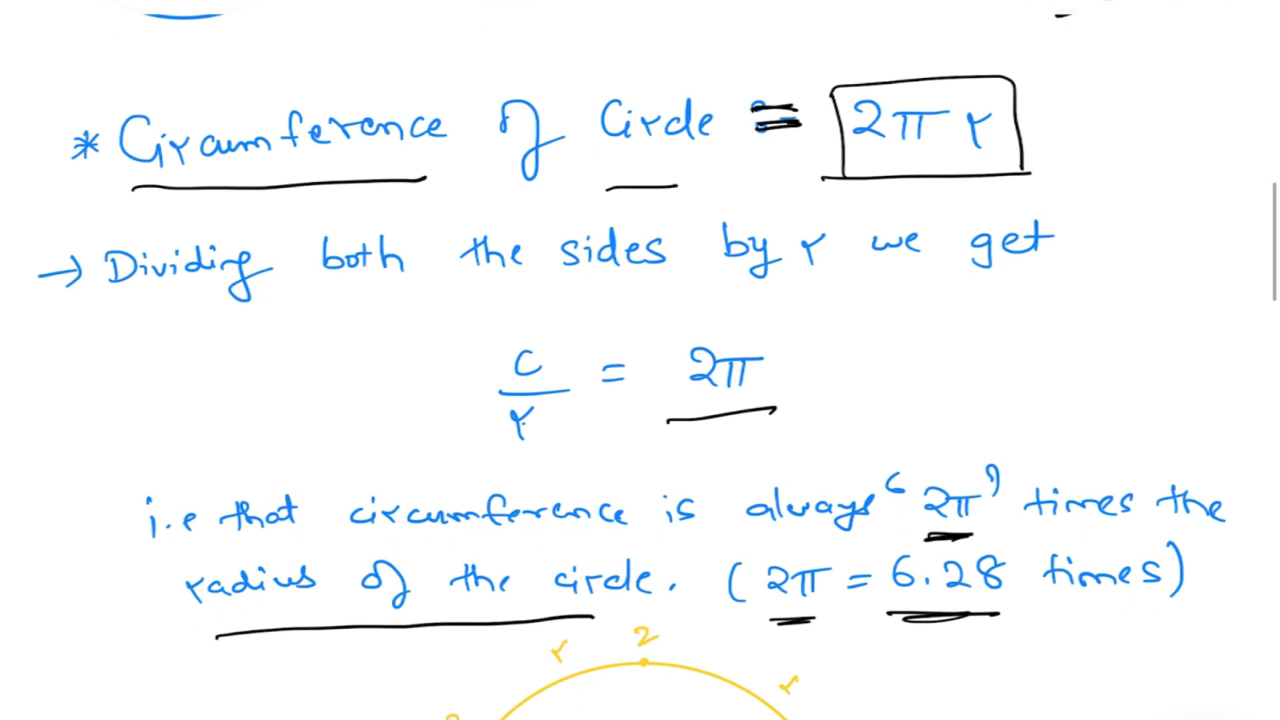 * Circumference of Circle = 2π r
→ Dividing both the sides by r we get
c/r = 2π
i.e that circumference is always ‘2π’ times the
radius of the circle. (2π = 6.28 times)
r 2 r